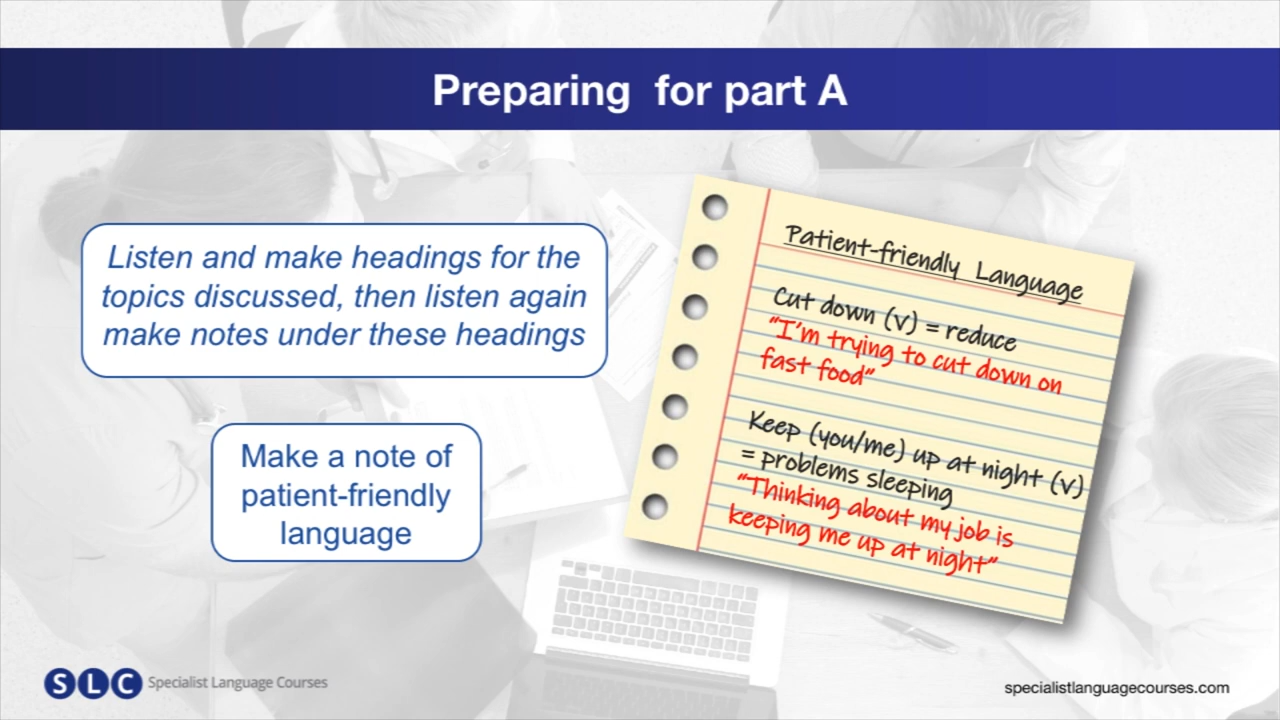 Preparing for part A
Listen and make headings for the
topics discussed, then listen again
make notes under these headings
Make a note of
patient-friendly
language
Patient-friendly Language
Cut down (v) = reduce
"I'm trying to cut down on
fast food"
Keep (you/me) up at night (v)
= problems sleeping
"Thinking about my job is
keeping me up at night"
SLC Specialist Language Courses
specialistlanguagecourses.com